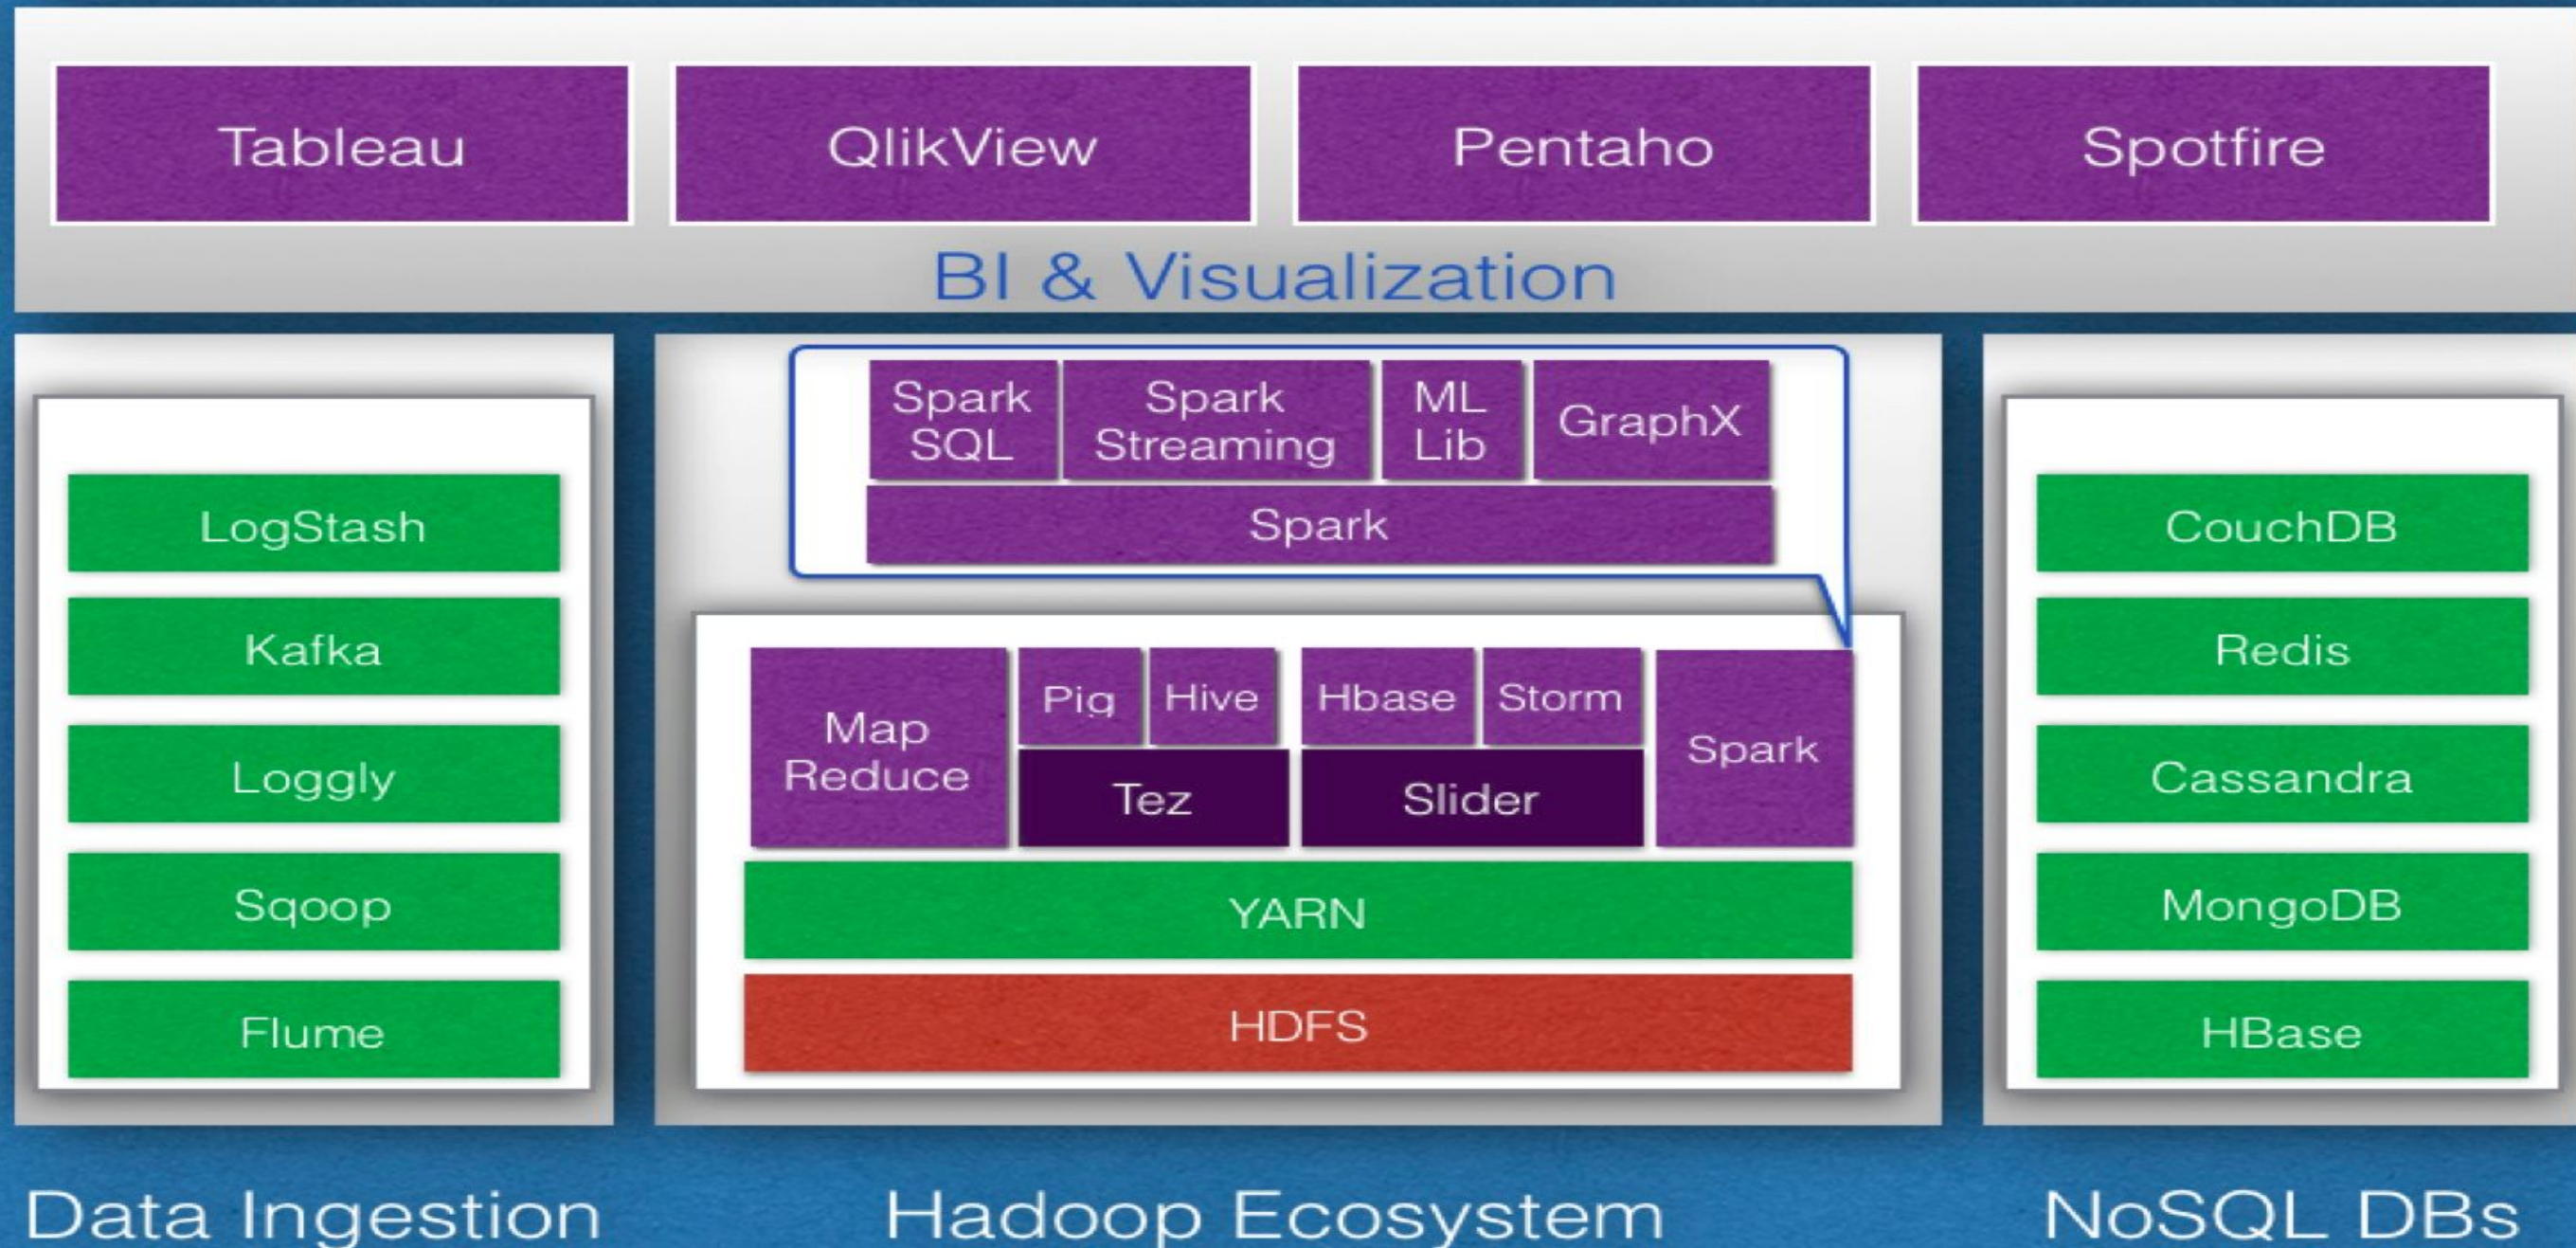 Tableau
QlikView
Pentaho
Spotfire
BI & Visualization
LogStash
Kafka
Loggly
Sqoop
Flume
Data Ingestion
Spark
SQL
Spark
Streaming
ML
Lib
GraphX
Spark
Map
Reduce
Pig
Hive
Hbase
Storm
Spark
Tez
Slider
YARN
HDFS
Hadoop Ecosystem
CouchDB
Redis
Cassandra
MongoDB
HBase
NoSQL DBs